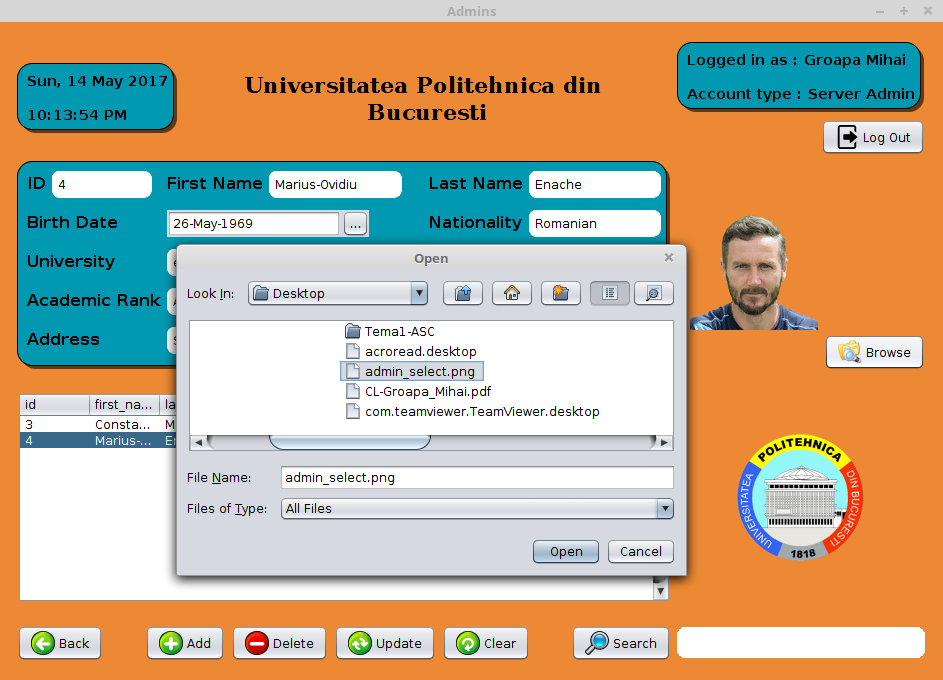 Admins
Sun, 14 May 2017
10:13:54 PM
Universitatea Politehnica din
Bucuresti
Logged in as : Groapa Mihai
Account type : Server Admin
Log Out
ID 4 First Name Marius-Ovidiu Last Name Enache
Birth Date 26-May-1969 ... Nationality Romanian
University
Academic Rank
Address
Browse
Open
Look In: Desktop
Tema1-ASC
acroread.desktop
admin_select.png
CL-Groapa_Mihai.pdf
com.teamviewer.TeamViewer.desktop
File Name: admin_select.png
Files of Type: All Files
Open Cancel
id first_na... la
3 Consta... M
4 Marius-... E
UNIVERSITATEA POLITEHNICA DIN BUCURESTI
1818
Back Add Delete Update Clear Search